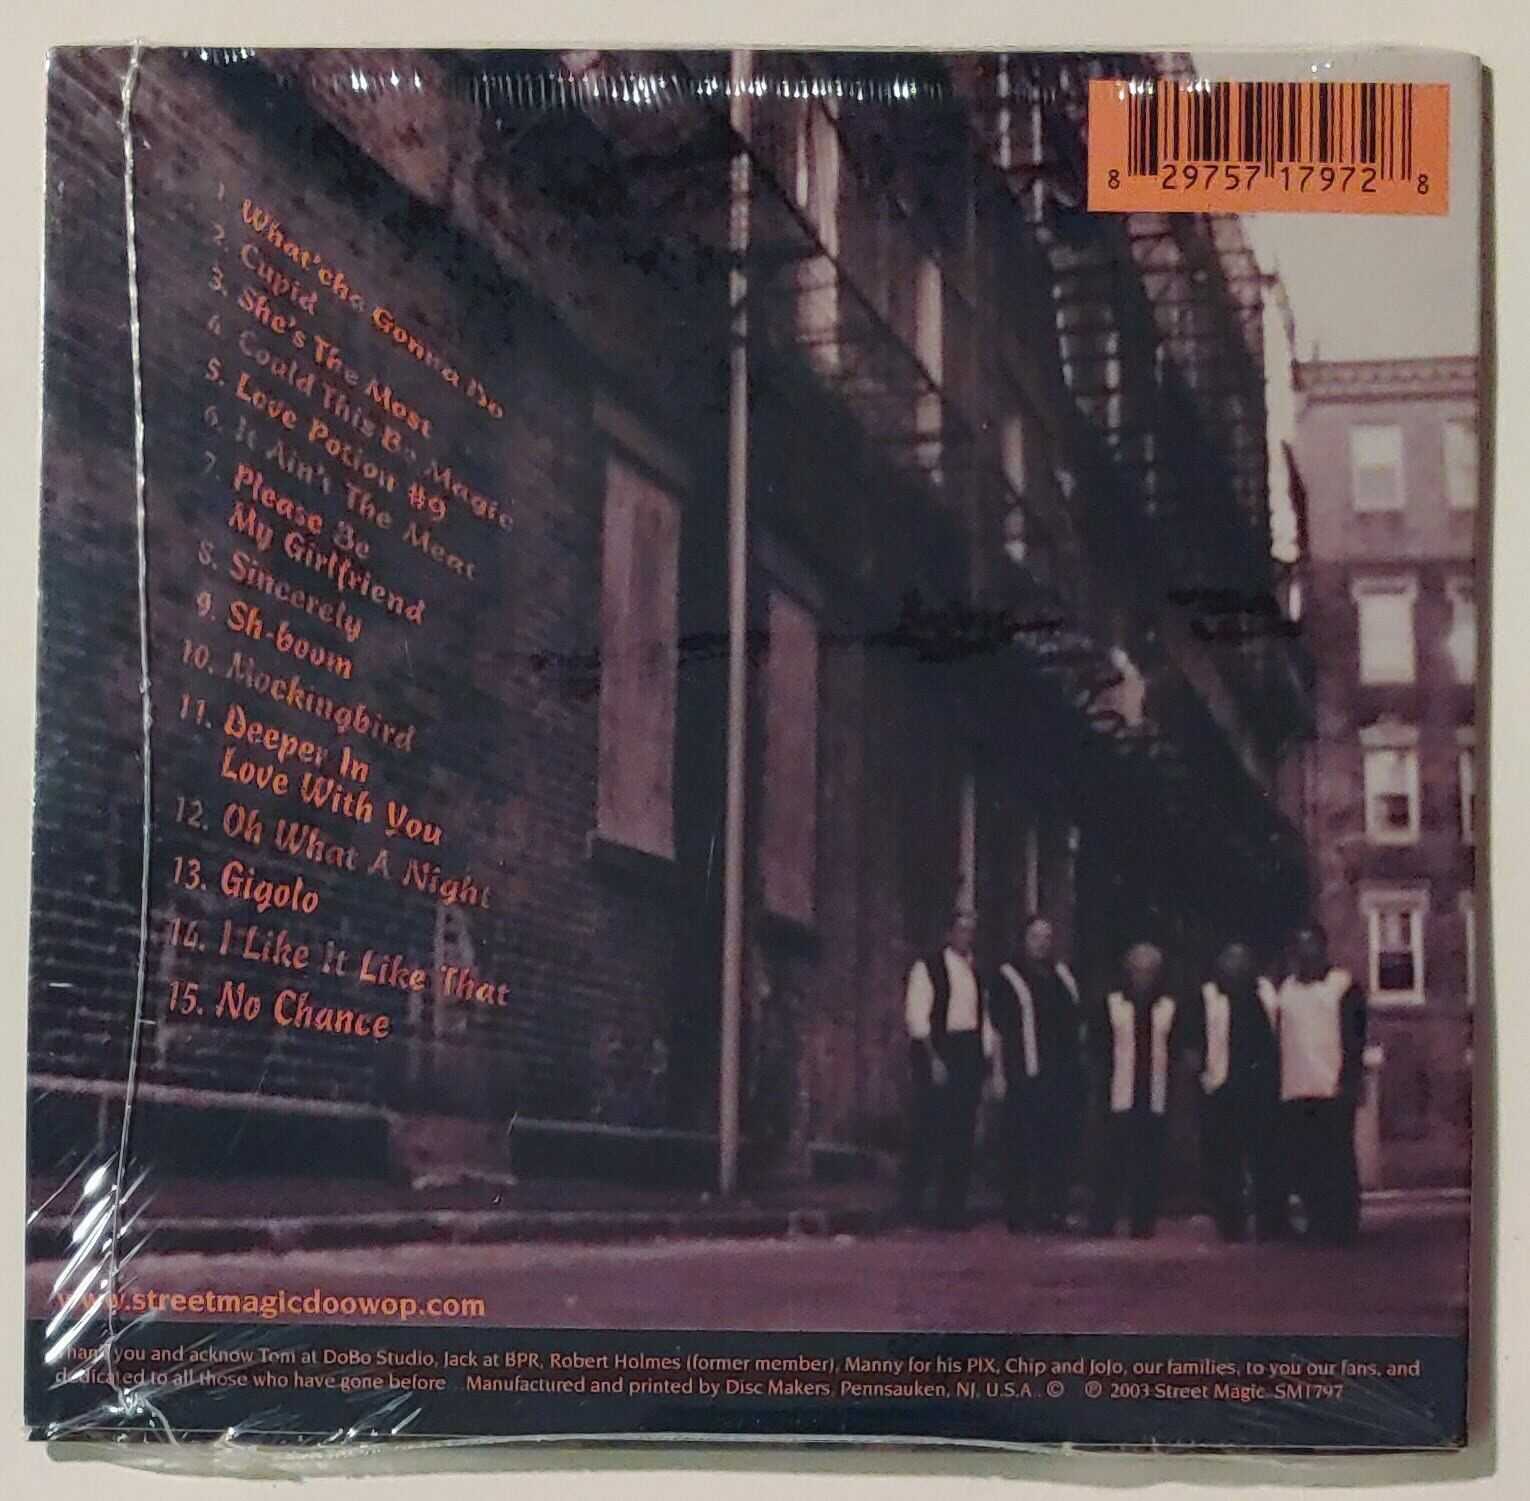 8 29757 17972 8
1. What'cha Gonna Do
2. Cupid
3. She's The Most
4. Could This Be Magic
5. Love Potion #9
6. It Ain't The Meat
7. Please Be
My Girlfriend
8. Sincerely
9. Sh-boom
10. Mockingbird
11. Deeper In
Love With You
12. Oh What A Night
13. Gigolo
14. I Like It Like That
15. No Chance
www.streetmagicdoowop.com
Thank you and acknow Tom at DoBo Studio, Jack at BPR, Robert Holmes (former member), Manny for his PIX, Chip and JoJo, our families, to you our fans, and
dedicated to all those who have gone before . Manufactured and printed by Disc Makers, Pennsauken, NJ, U.S.A. © ℗ 2003 Street Magic SM1797